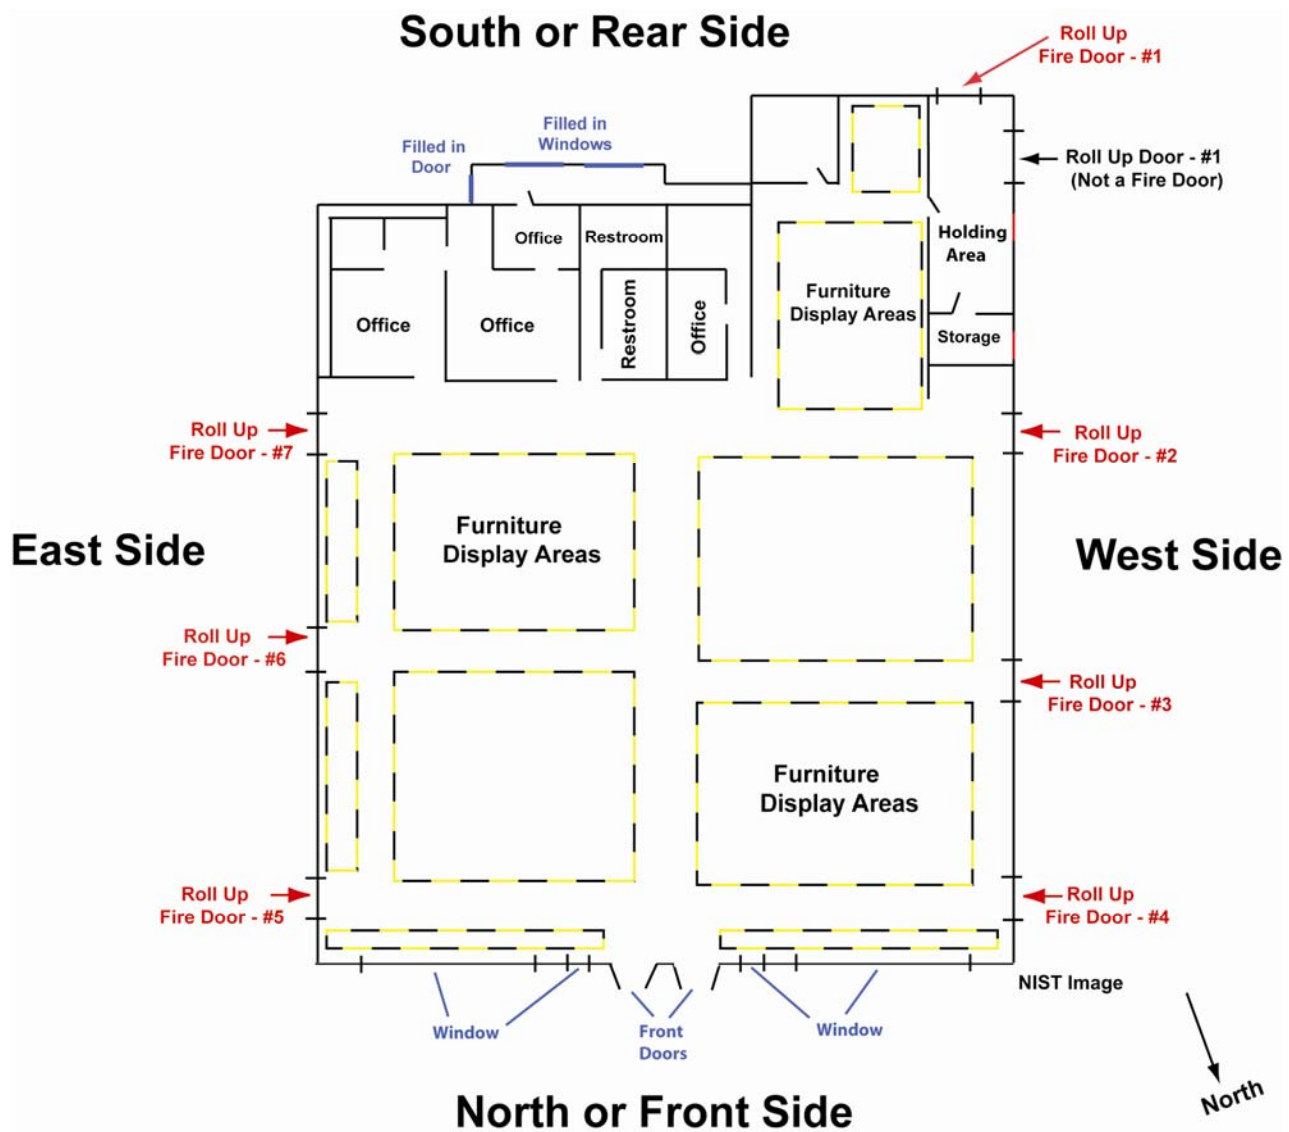 South or Rear Side
Roll Up
Fire Door - #1
Filled in
Windows
Filled in
Door
Roll Up Door - #1
(Not a Fire Door)
Office
Restroom
Holding
Area
Furniture
Display Areas
Office
Office
Restroom
Office
Storage
Roll Up
Fire Door - #7
Roll Up
Fire Door - #2
Furniture
Display Areas
East Side
West Side
Roll Up
Fire Door - #6
Roll Up
Fire Door - #3
Furniture
Display Areas
Roll Up
Fire Door - #5
Roll Up
Fire Door - #4
NIST Image
Window
Front
Doors
Window
North
North or Front Side